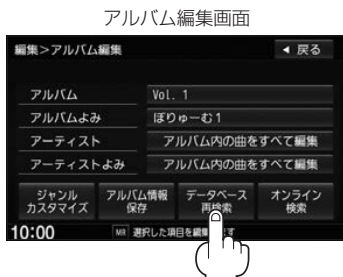 アルバム編集画面
編集>アルバム編集
◀ 戻る
アルバム
Vol. 1
アルバムよみ
ぼりゅーむ1
アーティスト
アルバム内の曲をすべて編集
アーティストよみ
アルバム内の曲をすべて編集
ジャンル
カスタマイズ
アルバム情報
保存
データベース
再検索
オンライン
検索
10:00
選択した項目を編集
す